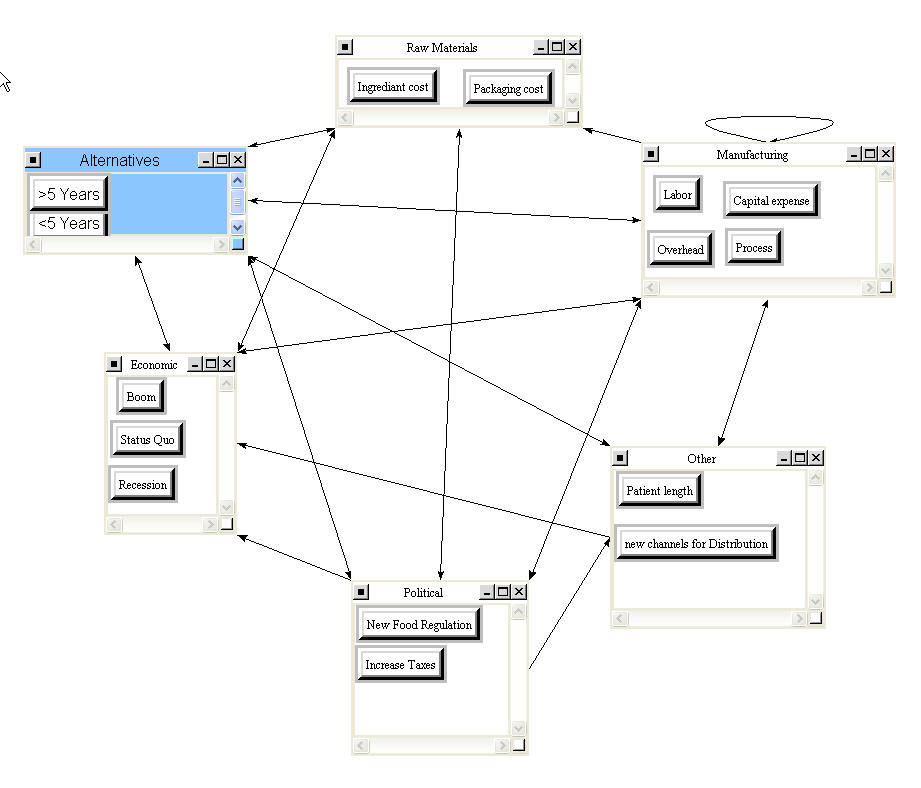 Raw Materials
Ingrediant cost
Packaging cost
Alternatives
>5 Years
<5 Years
Manufacturing
Labor
Capital expense
Overhead
Process
Economic
Boom
Status Quo
Recession
Other
Patient length
new channels for Distribution
Political
New Food Regulation
Increase Taxes